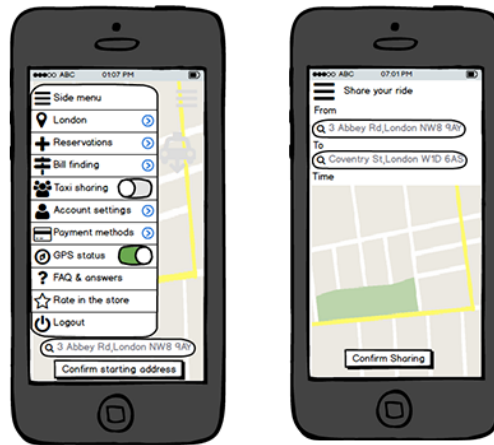 ABC 01:07 PM
Side menu
London
Reservations
Bill finding
Taxi sharing
Account settings
Payment methods
GPS status
? FAQ & answers
Rate in the store
Logout
3 Abbey Rd,London NW8 9AY
Confirm starting address
ABC 07:01 PM
Share your ride
From
3 Abbey Rd,London NW8 9AY
To
Coventry St,London W1D 6AS
Time
Confirm Sharing